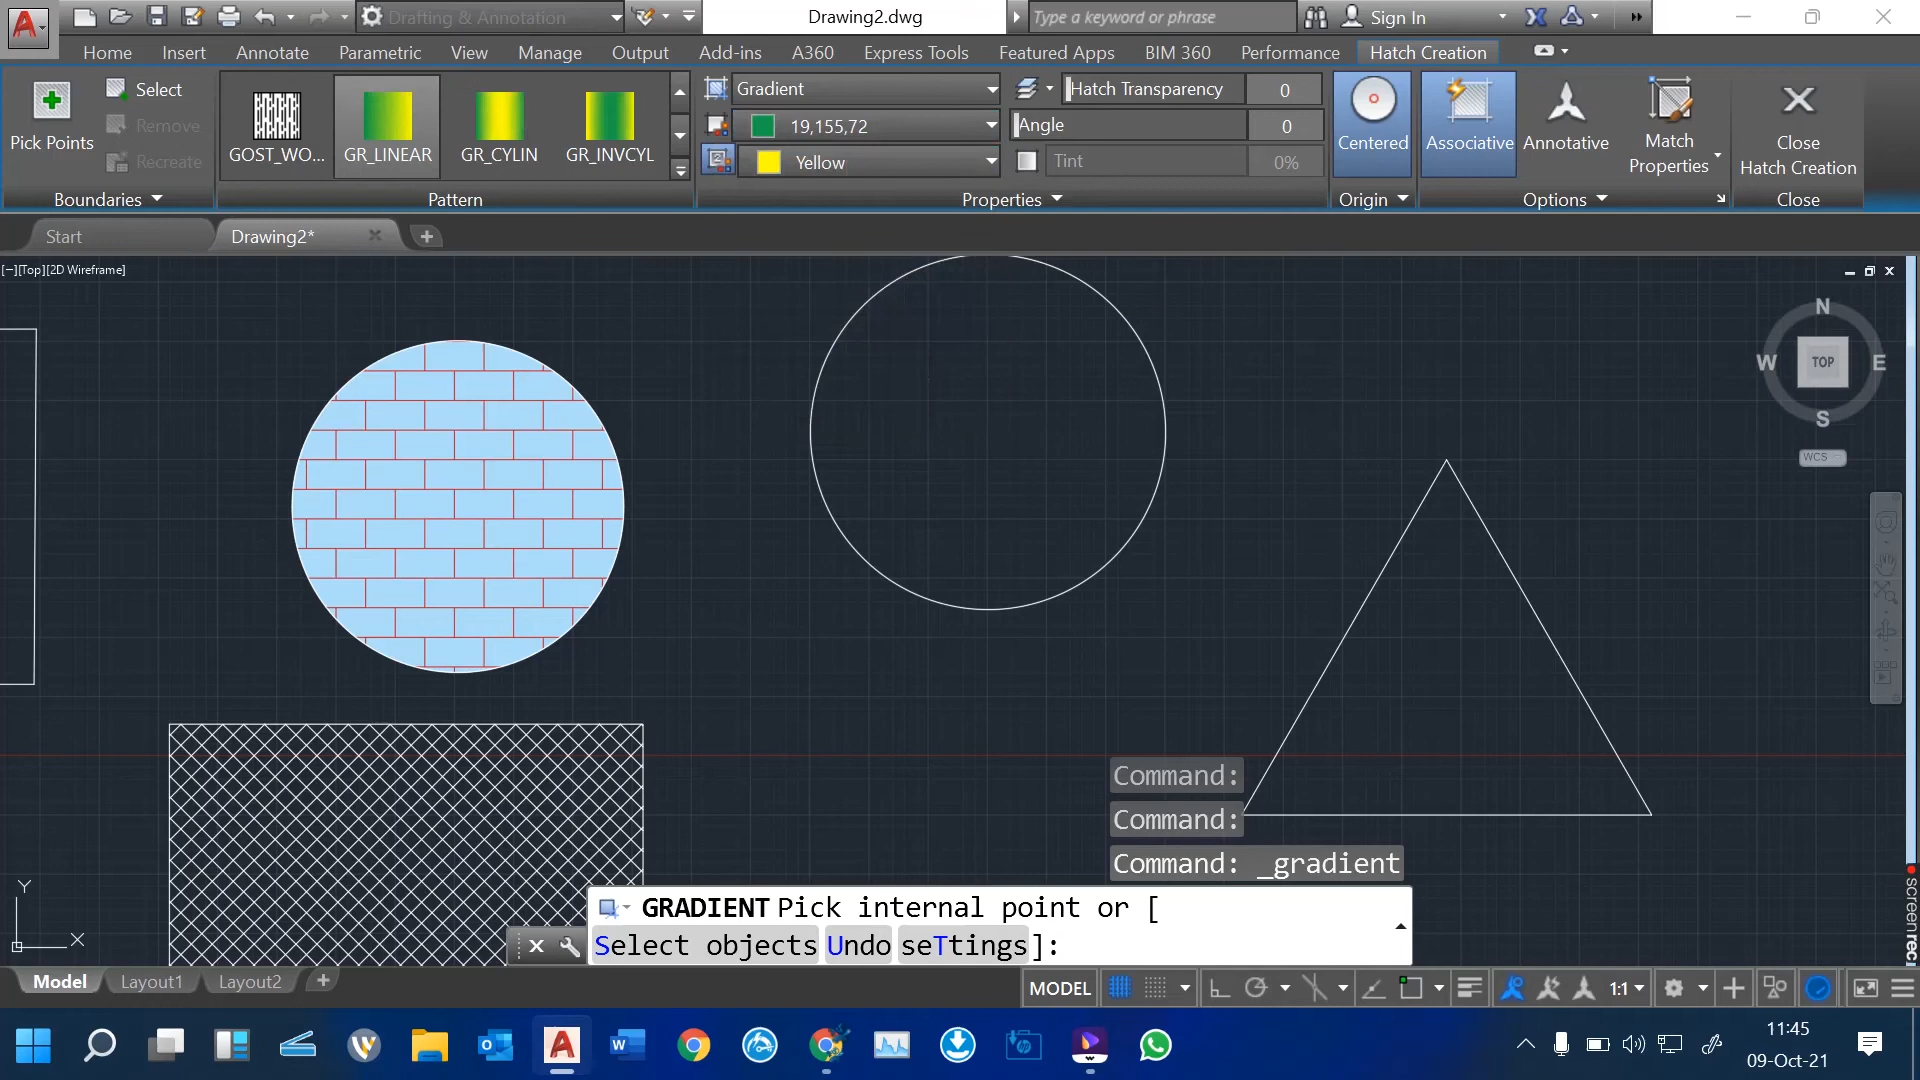 Drafting & Annotation
Drawing2.dwg
Type a keyword or phrase
Sign In
Home Insert Annotate Parametric View Manage Output Add-ins A360 Express Tools Featured Apps BIM 360 Performance Hatch Creation
Pick Points
Select
Remove
Recreate
Boundaries
GOST_WO...
GR_LINEAR
GR_CYLIN
GR_INVCYL
Pattern
Gradient
19,155,72
Yellow
Hatch Transparency 0
Angle 0
Tint 0%
Properties
Centered
Origin
Associative
Annotative
Match
Properties
Options
Close
Hatch Creation
Close
Start
Drawing2*
[−][Top][2D Wireframe]
N
W TOP E
S
WCS
Command:
Command:
Command: _gradient
GRADIENT Pick internal point or [
Select objects Undo seTtings]:
Y
X
Model Layout1 Layout2
MODEL
1:1
screenrec
11:45
09-Oct-21